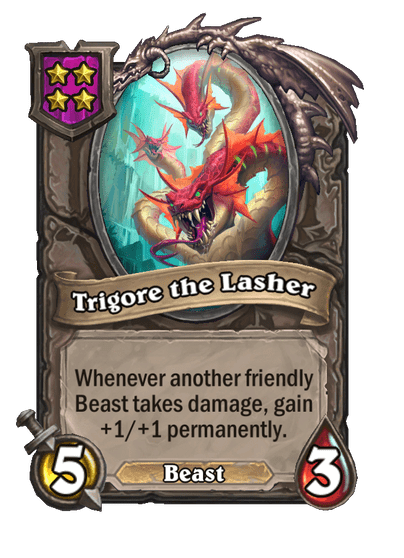 Trigore the Lasher
Whenever another friendly
Beast takes damage, gain
+1/+1 permanently.
5
Beast
3